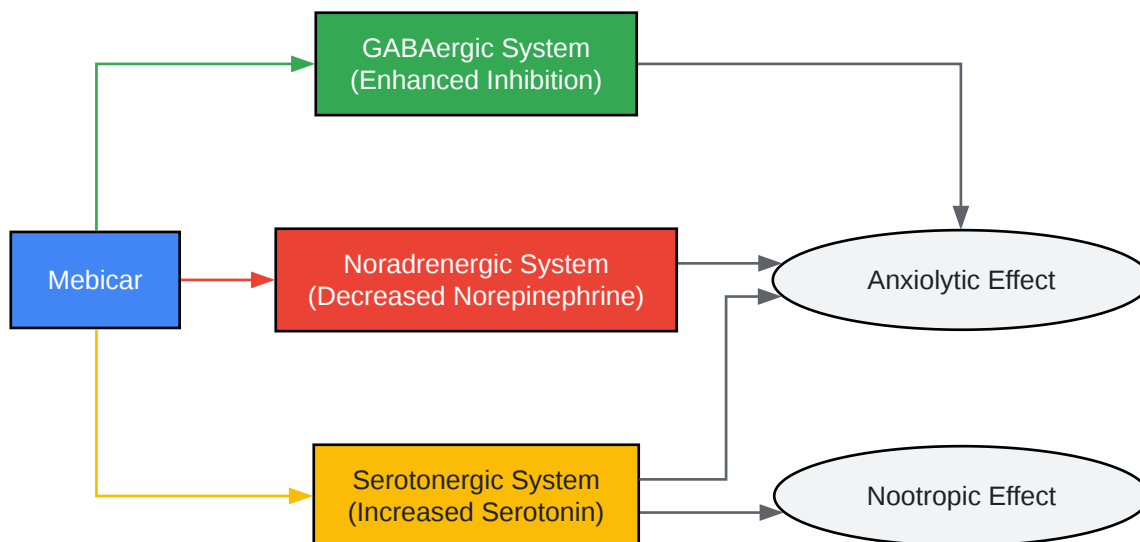 GABAergic System
(Enhanced Inhibition)
Mebicar
Noradrenergic System
(Decreased Norepinephrine)
Anxiolytic Effect
Serotonergic System
(Increased Serotonin)
Nootropic Effect